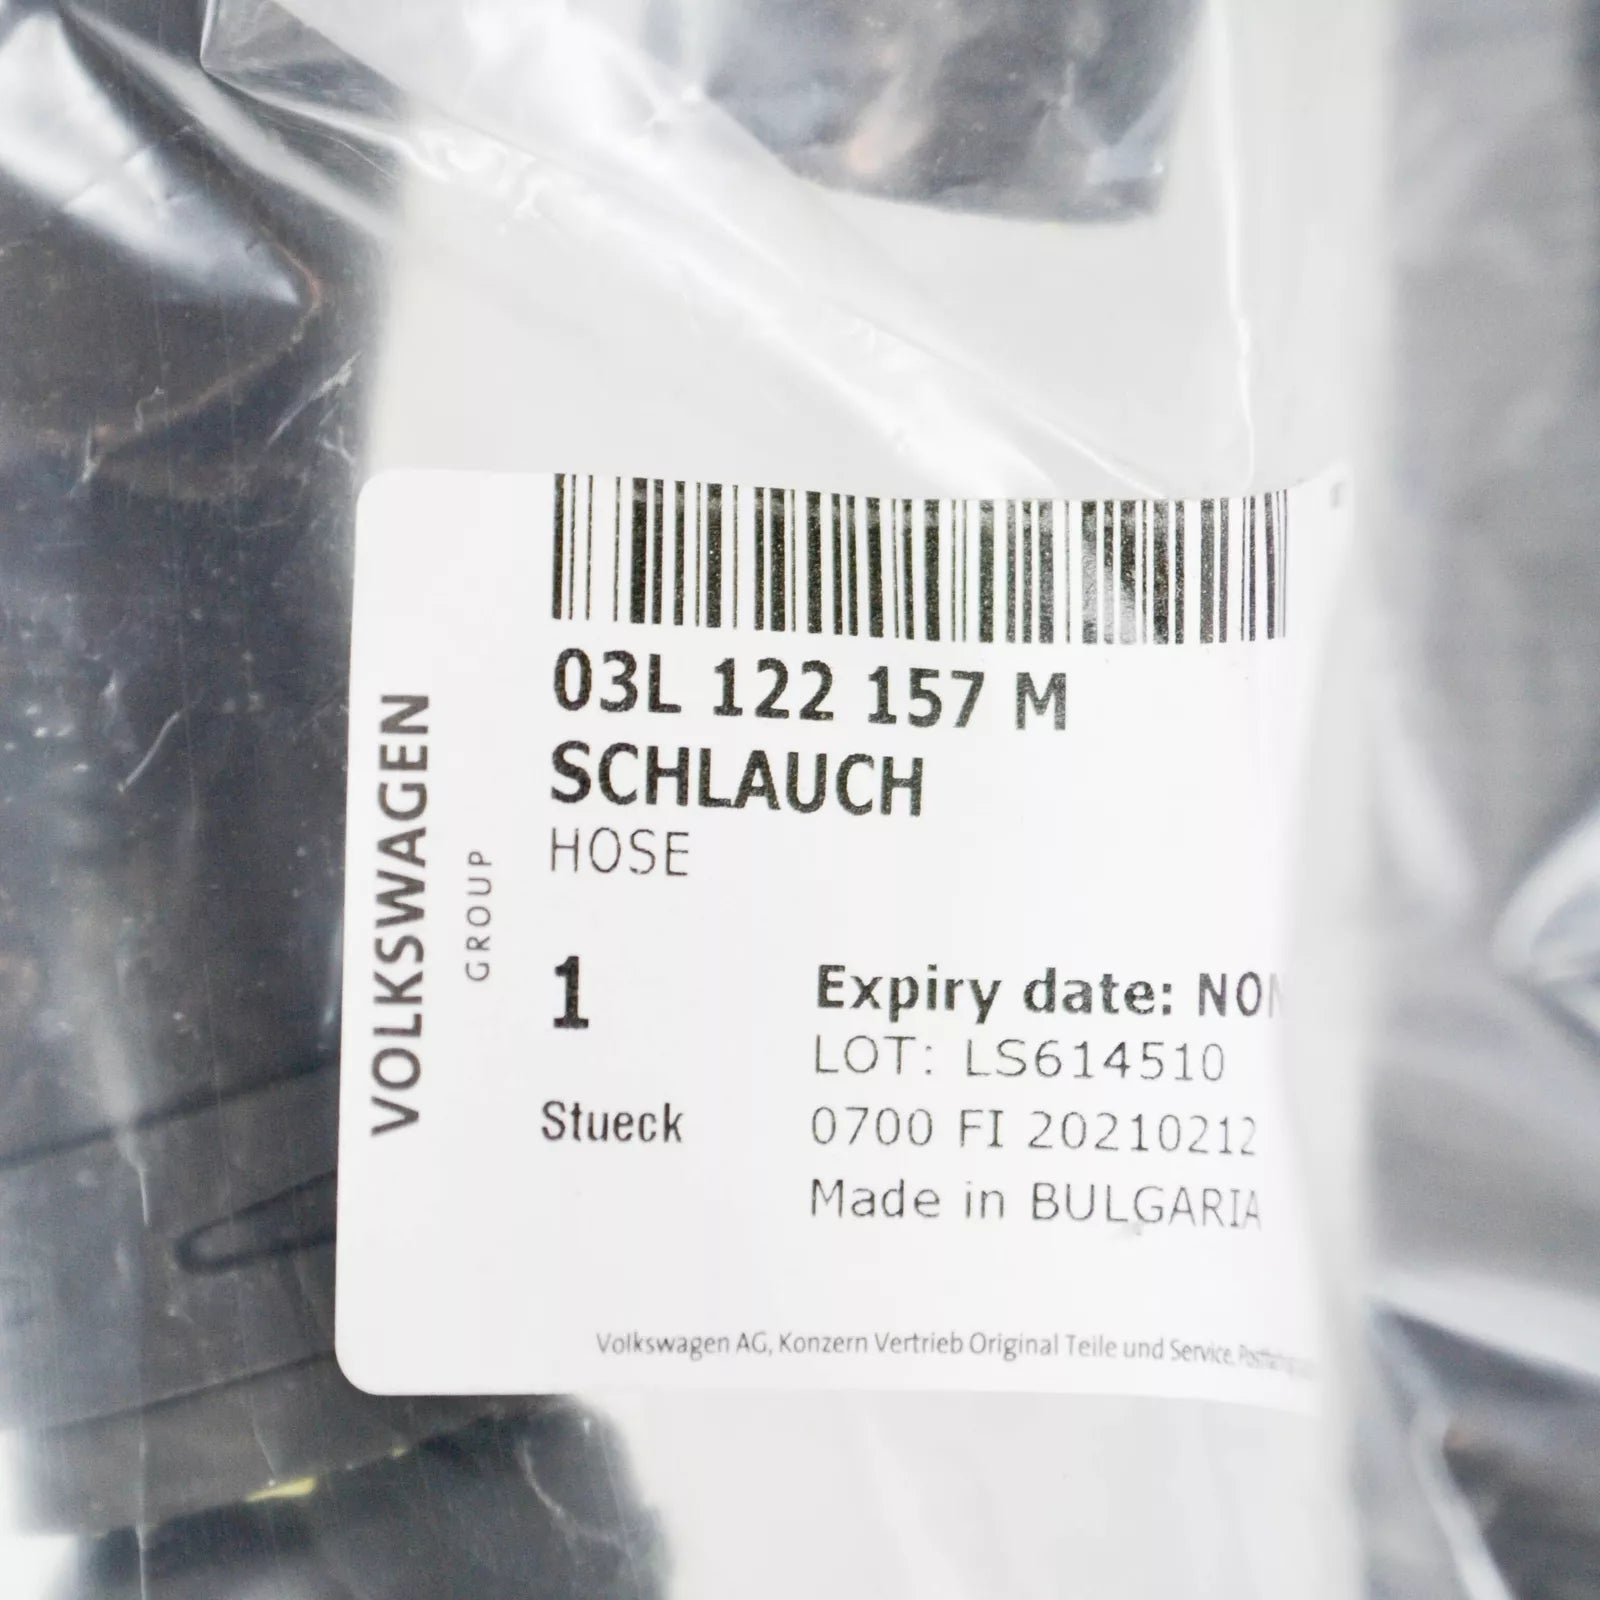 VOLKSWAGEN
GROUP
03L 122 157 M
SCHLAUCH
HOSE
1
Stueck
Expiry date:
LOT: LS614510
0700 FI 20210212
Made in BULGARIA
Volkswagen AG, Konzern Vertrieb Original Teile und Service,